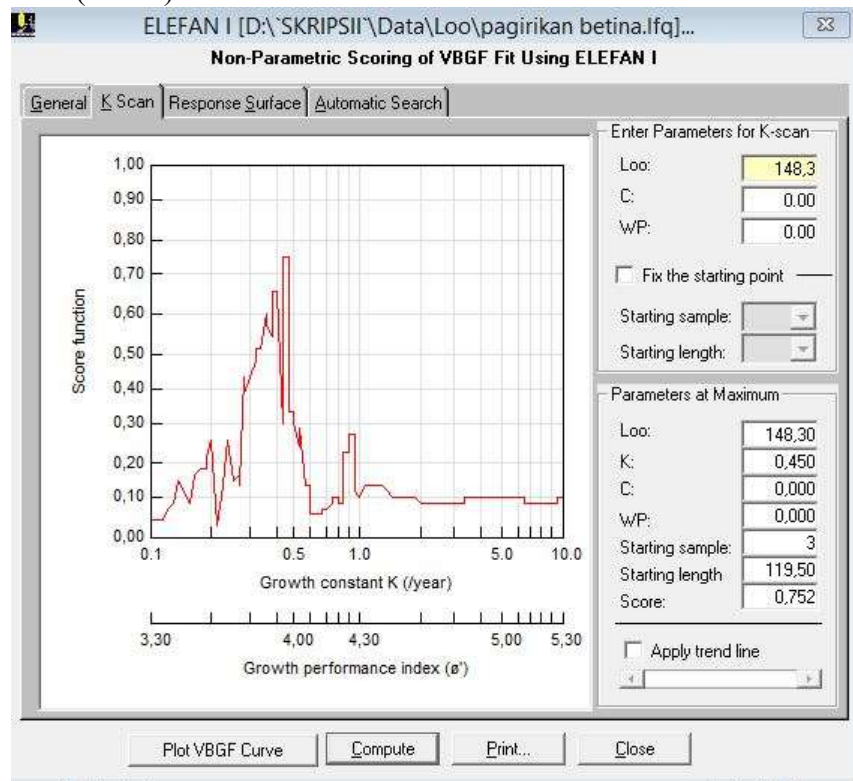 ELEFAN I [D:\`SKRIPSII`\Data\Loo\pagirikan betina.lfq]...
Non-Parametric Scoring of VBGF Fit Using ELEFAN I
General K Scan Response Surface Automatic Search
1,00
0,90
0,80
0,70
0,60
0,50
0,40
0,30
0,20
0,10
0,00
Score function
0.1 0.5 1.0 5.0 10.0
Growth constant K (/year)
3,30 4,00 4,30 5,00 5,30
Growth performance index (ø')
Enter Parameters for K-scan
Loo: 148,3
C: 0.00
WP: 0.00
Fix the starting point
Starting sample:
Starting length:
Parameters at Maximum
Loo: 148,30
K: 0,450
C: 0,000
WP: 0,000
Starting sample: 3
Starting length 119,50
Score: 0,752
Apply trend line
Plot VBGF Curve Compute Print... Close